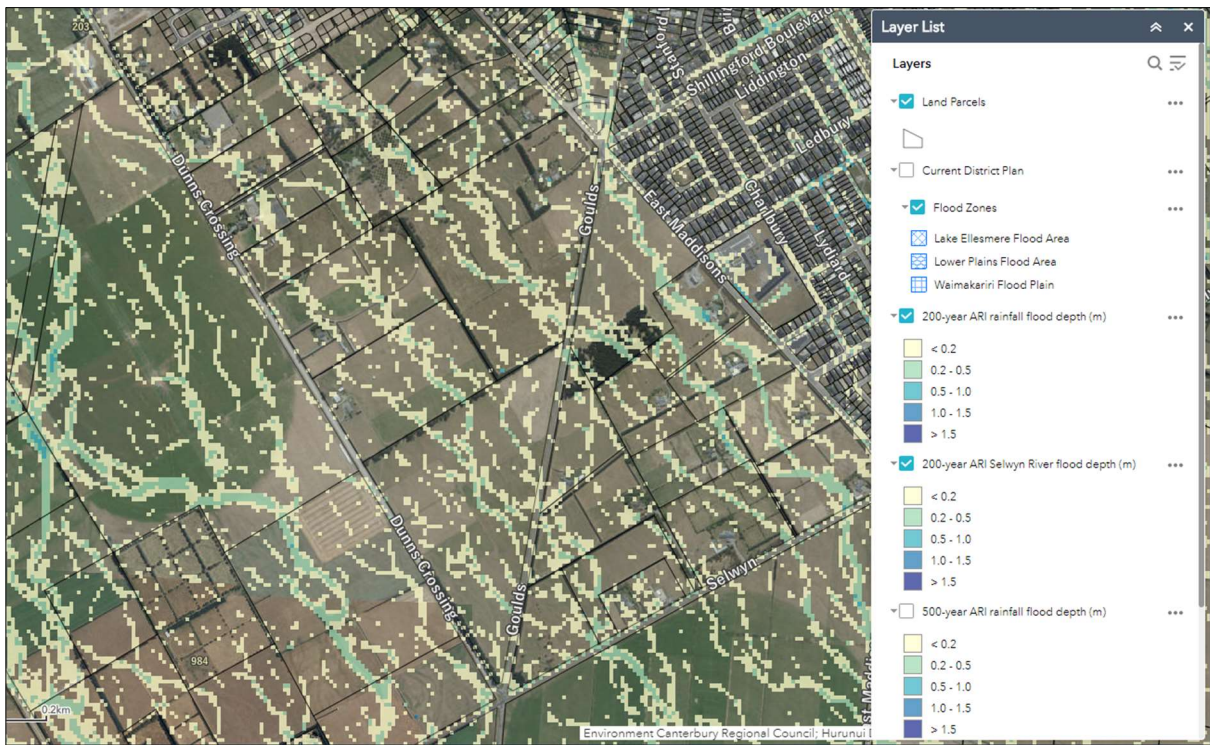 203
Dunns Crossing
Goulds
East Maddisons
Shillingford Boulevard
Liddington
Ledbury
Chanbury
Lydiard
Dunns Crossing
Goulds
Selwyn
984
0.2km
Environment Canterbury Regional Council; Hurunui
Layer List
Layers
Land Parcels
Current District Plan
Flood Zones
Lake Ellesmere Flood Area
Lower Plains Flood Area
Waimakariri Flood Plain
200-year ARI rainfall flood depth (m)
< 0.2
0.2 - 0.5
0.5 - 1.0
1.0 - 1.5
> 1.5
200-year ARI Selwyn River flood depth (m)
< 0.2
0.2 - 0.5
0.5 - 1.0
1.0 - 1.5
> 1.5
500-year ARI rainfall flood depth (m)
< 0.2
0.2 - 0.5
0.5 - 1.0
1.0 - 1.5
> 1.5